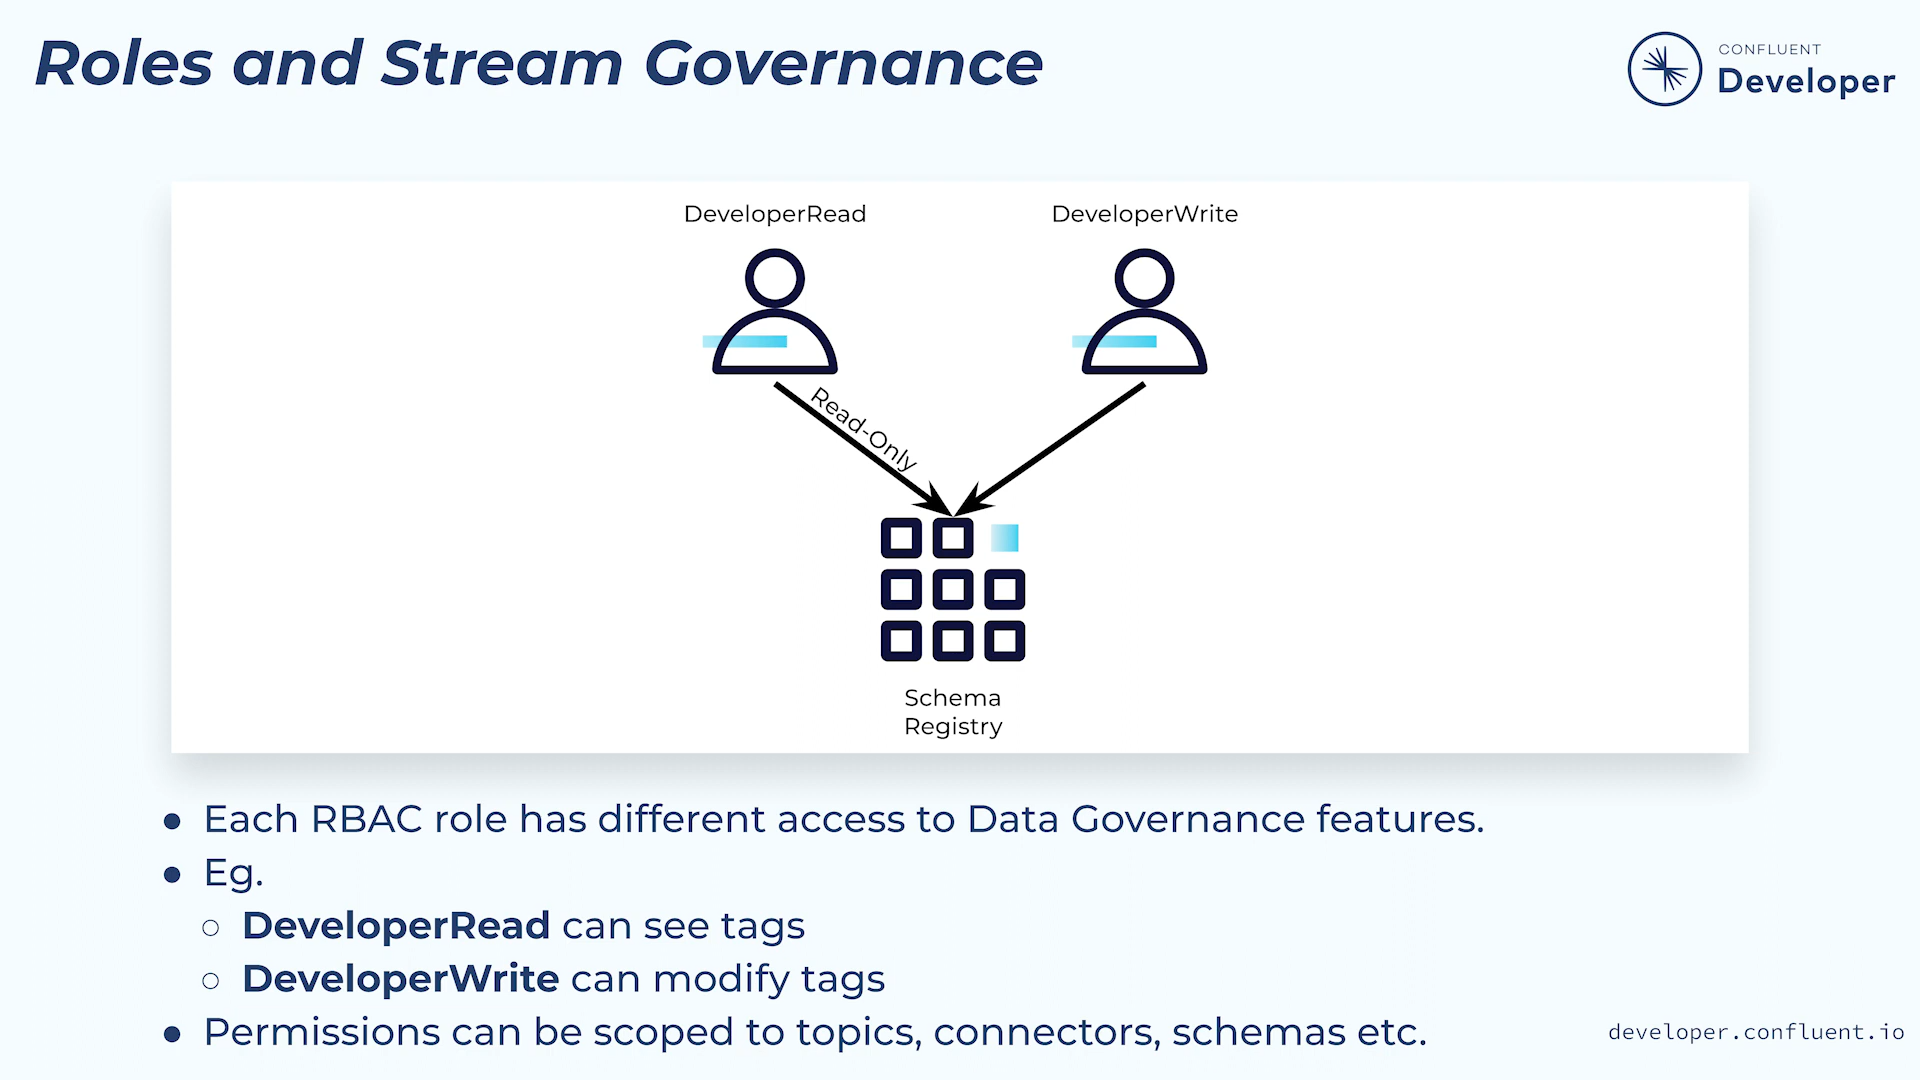 Roles and Stream Governance
CONFLUENT
Developer
DeveloperRead
DeveloperWrite
Read-Only
Schema
Registry
● Each RBAC role has different access to Data Governance features.
● Eg.
○ DeveloperRead can see tags
○ DeveloperWrite can modify tags
● Permissions can be scoped to topics, connectors, schemas etc.
developer.confluent.io